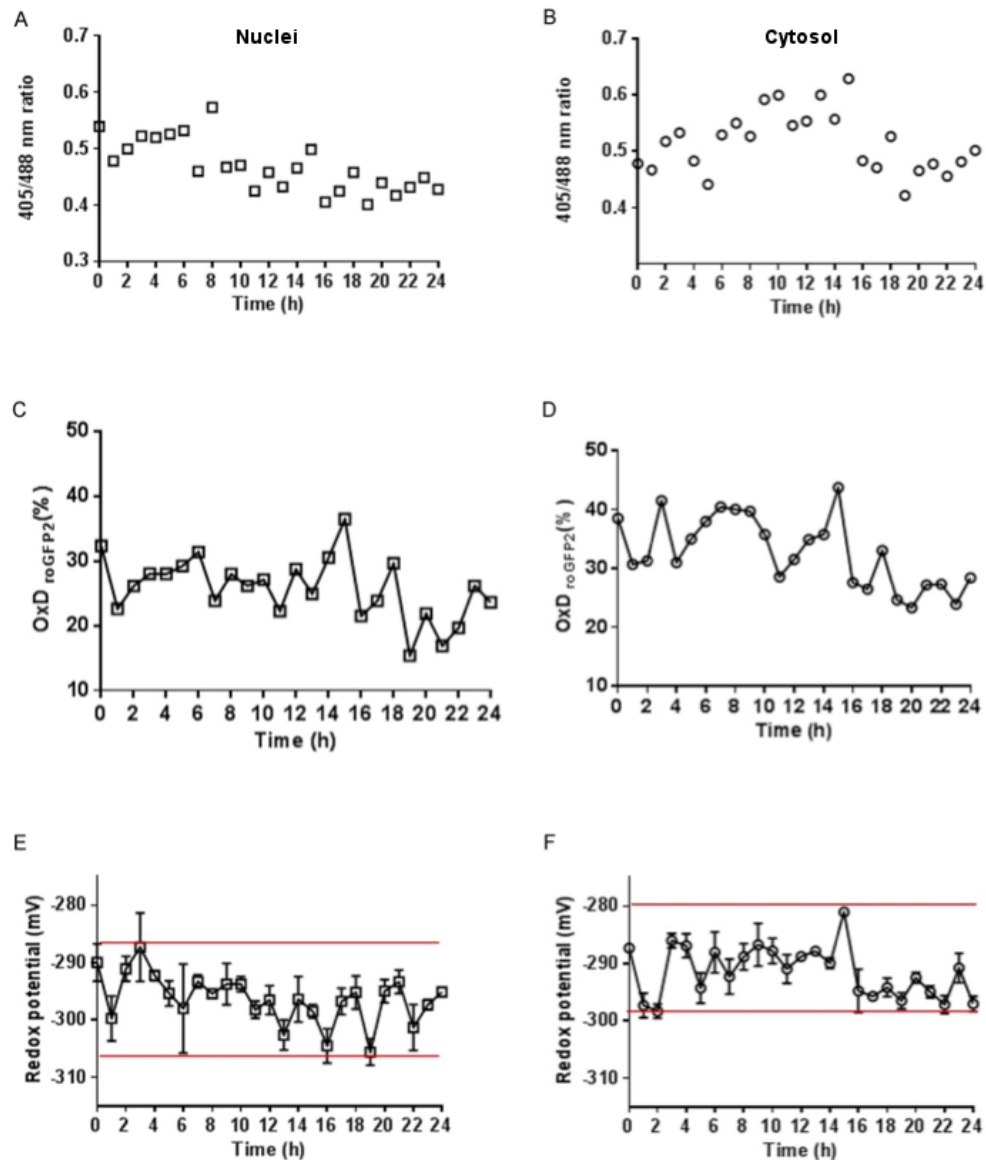 A
Nuclei
0.7
0.6
0.5
0.4
0.3
405/488 nm ratio
0 2 4 6 8 10 12 14 16 18 20 22 24
Time (h)
B
Cytosol
0.7
0.6
0.5
0.4
405/488 nm ratio
0 2 4 6 8 10 12 14 16 18 20 22 24
Time (h)
C
50
40
30
20
10
OxD roGFP2(%)
0 2 4 6 8 10 12 14 16 18 20 22 24
Time (h)
D
50
40
30
20
10
OxD roGFP2(%)
0 2 4 6 8 10 12 14 16 18 20 22 24
Time (h)
E
-280
-290
-300
-310
Redox potential (mV)
0 2 4 6 8 10 12 14 16 18 20 22 24
Time (h)
F
-280
-290
-300
-310
Redox potential (mV)
0 2 4 6 8 10 12 14 16 18 20 22 24
Time (h)